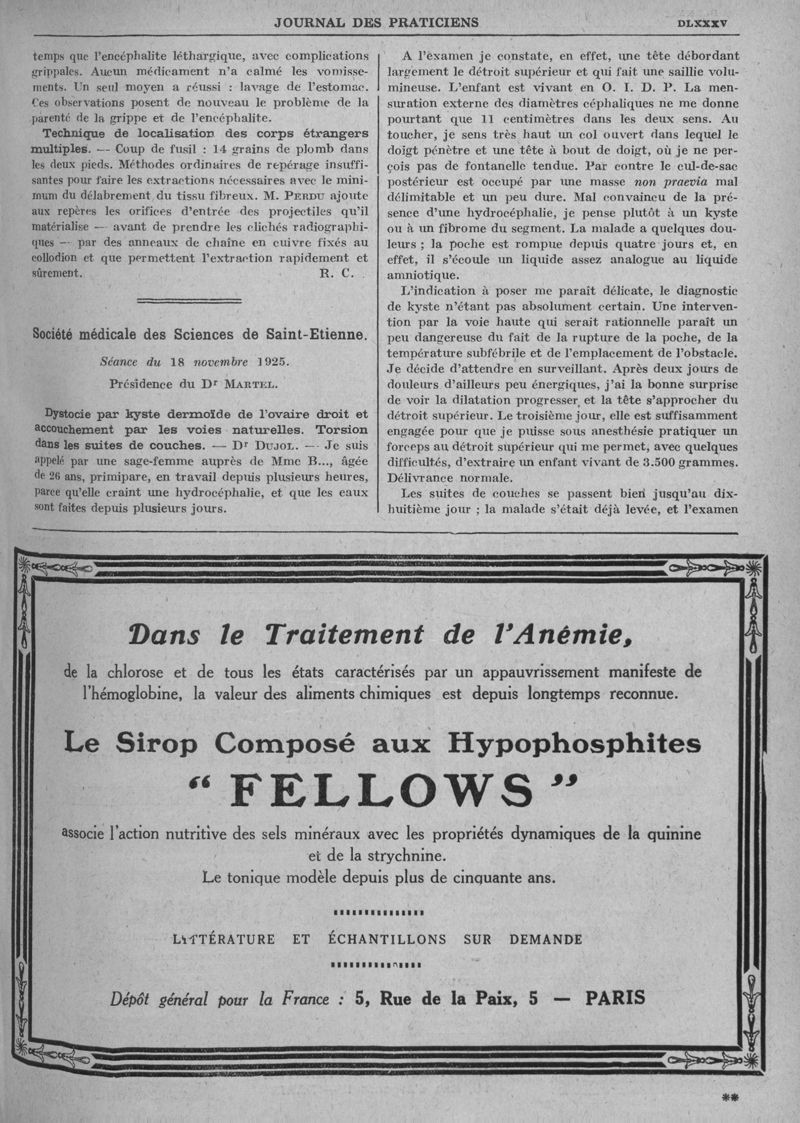 JOURNAL DES PRATICIENS
DLXXXV
temps que l'encéphalite léthargique, avec complications
grippales. Aucun médicament n'a calmé les vomisse-
ments. Un seul moyen a réussi : lavage de l'estomac.
Ces observations posent de nouveau le problème de la
parenté de la grippe et de l'encéphalite.
Technique de localisation des corps étrangers
multiples. — Coup de fusil : 14 grains de plomb dans
les deux pieds. Méthodes ordinaires de repérage insuffi-
santes pour faire les extractions nécessaires avec le mini-
mum du délabrement du tissu fibreux. M. PERDU ajoute
aux repères les orifices d'entrée des projectiles qu'il
matérialise — avant de prendre les clichés radiographi-
ques — par des anneaux de chaîne en cuivre fixés au
collodion et que permettent l'extraction rapidement et
sûrement. R. C.
Société médicale des Sciences de Saint-Etienne.
Séance du 18 novembre 1925.
Présidence du Dr MARTEL.
Dystocie par kyste dermoïde de l'ovaire droit et
accouchement par les voies naturelles. Torsion
dans les suites de couches. — Dr DUJOL. — Je suis
appelé par une sage-femme auprès de Mme B..., âgée
de 26 ans, primipare, en travail depuis plusieurs heures,
parce qu'elle craint une hydrocéphalie, et que les eaux
sont faites depuis plusieurs jours.
A l'examen je constate, en effet, une tête débordant
largement le détroit supérieur et qui fait une saillie volu-
mineuse. L'enfant est vivant en O. I. D. P. La men-
suration externe des diamètres céphaliques ne me donne
pourtant que 11 centimètres dans les deux sens. Au
toucher, je sens très haut un col ouvert dans lequel le
doigt pénètre et une tête à bout de doigt, où je ne per-
çois pas de fontanelle tendue. Par contre le cul-de-sac
postérieur est occupé par une masse non praevia mal
délimitable et un peu dure. Mal convaincu de la pré-
sence d'une hydrocéphalie, je pense plutôt à un kyste
ou à un fibrome du segment. La malade a quelques dou-
leurs ; la poche est rompue depuis quatre jours et, en
effet, il s'écoule un liquide assez analogue au liquide
amniotique.
L'indication à poser me paraît délicate, le diagnostic
de kyste n'étant pas absolument certain. Une interven-
tion par la voie haute qui serait rationnelle paraît un
peu dangereuse du fait de la rupture de la poche, de la
température subfébrile et de l'emplacement de l'obstacle.
Je décide d'attendre en surveillant. Après deux jours de
douleurs d'ailleurs peu énergiques, j'ai la bonne surprise
de voir la dilatation progresser et la tête s'approcher du
détroit supérieur. Le troisième jour, elle est suffisamment
engagée pour que je puisse sous anesthésie pratiquer un
forceps au détroit supérieur qui me permet, avec quelques
difficultés, d'extraire un enfant vivant de 3.500 grammes.
Délivrance normale.
Les suites de couches se passent bien jusqu'au dix-
huitième jour ; la malade s'était déjà levée, et l'examen
Dans le Traitement de l'Anémie,
de la chlorose et de tous les états caractérisés par un appauvrissement manifeste de
l'hémoglobine, la valeur des aliments chimiques est depuis longtemps reconnue.
Le Sirop Composé aux Hypophosphites
“ FELLOWS ”
associe l'action nutritive des sels minéraux avec les propriétés dynamiques de la quinine
et de la strychnine.
Le tonique modèle depuis plus de cinquante ans.
LITTÉRATURE ET ÉCHANTILLONS SUR DEMANDE
Dépôt général pour la France : 5, Rue de la Paix, 5 — PARIS
**